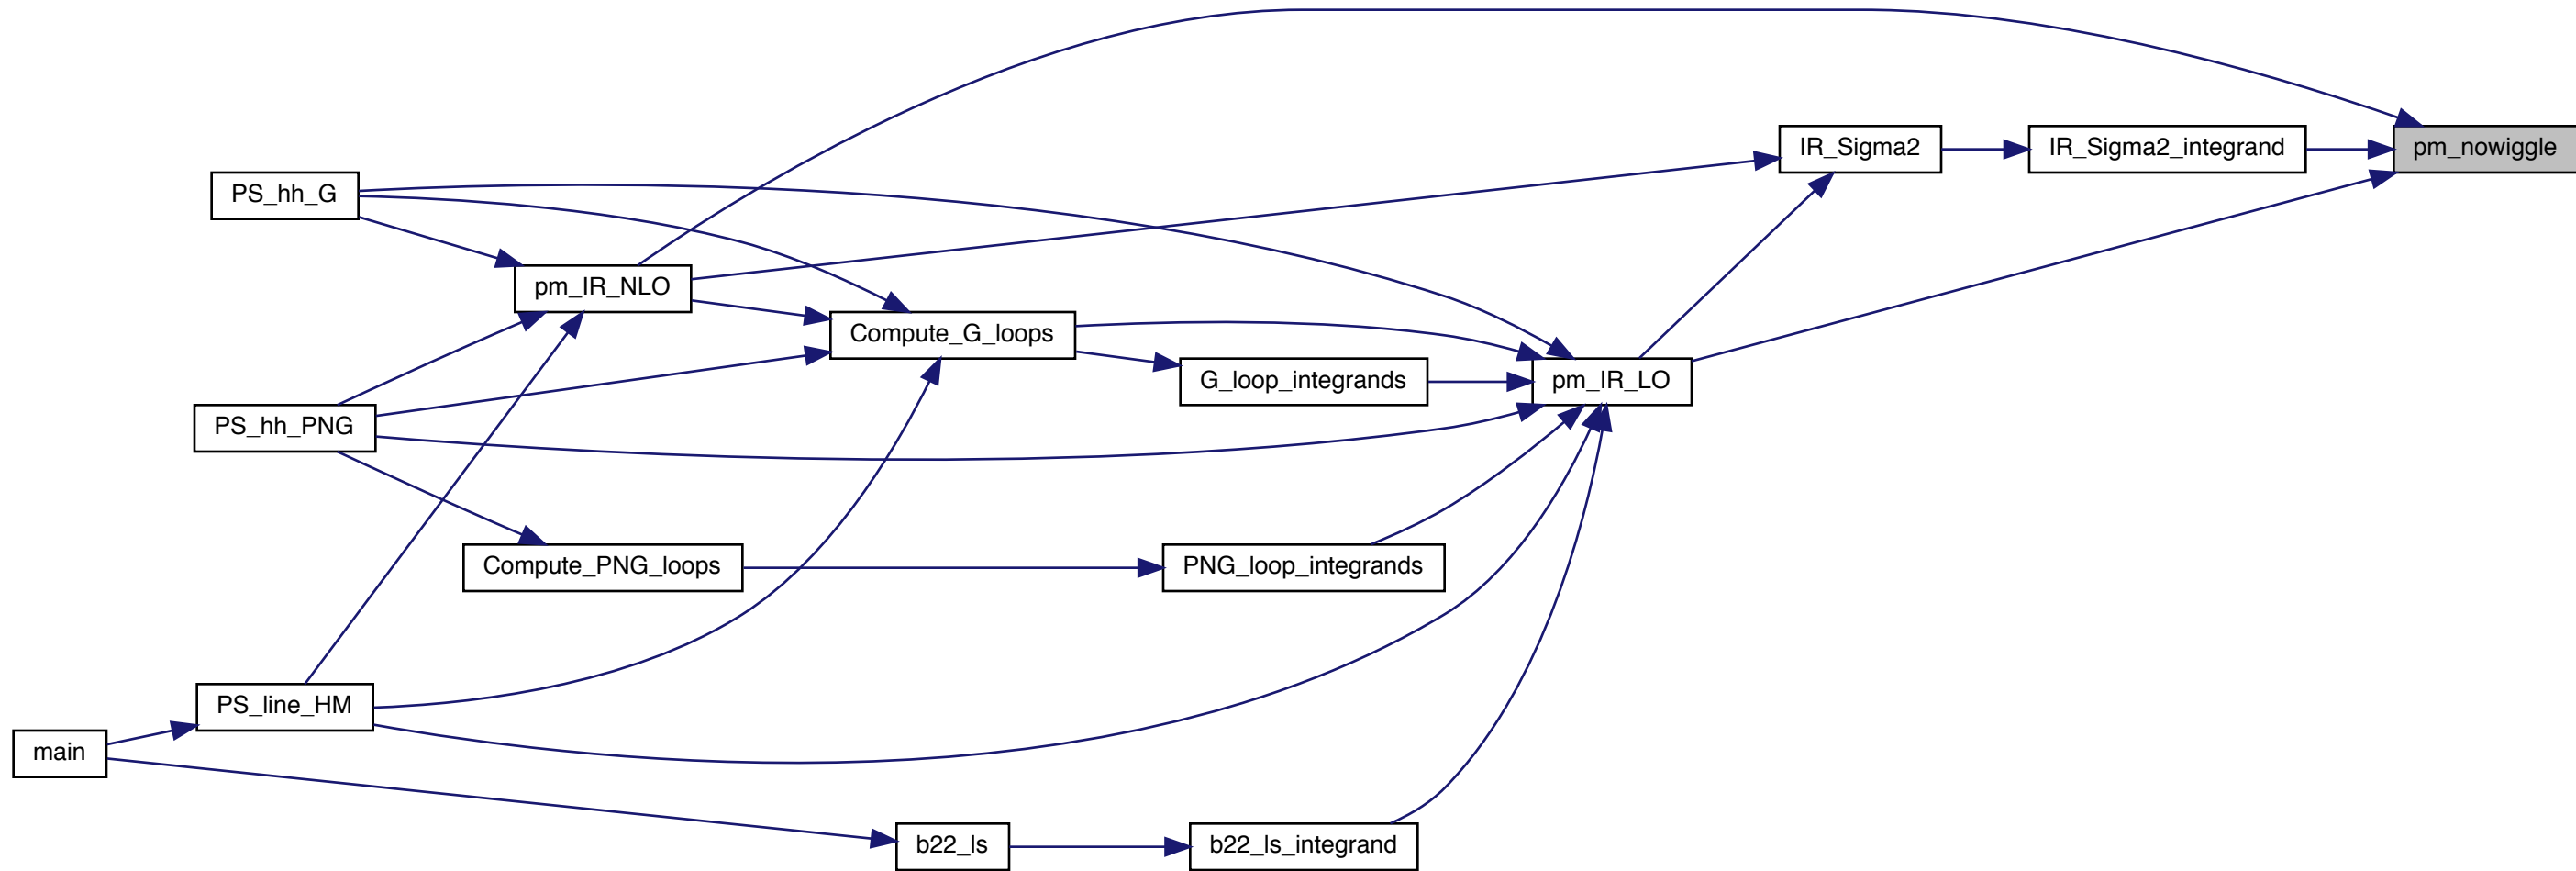 IR_Sigma2
IR_Sigma2_integrand
pm_nowiggle
PS_hh_G
pm_IR_NLO
Compute_G_loops
G_loop_integrands
pm_IR_LO
PS_hh_PNG
Compute_PNG_loops
PNG_loop_integrands
PS_line_HM
main
b22_ls
b22_ls_integrand